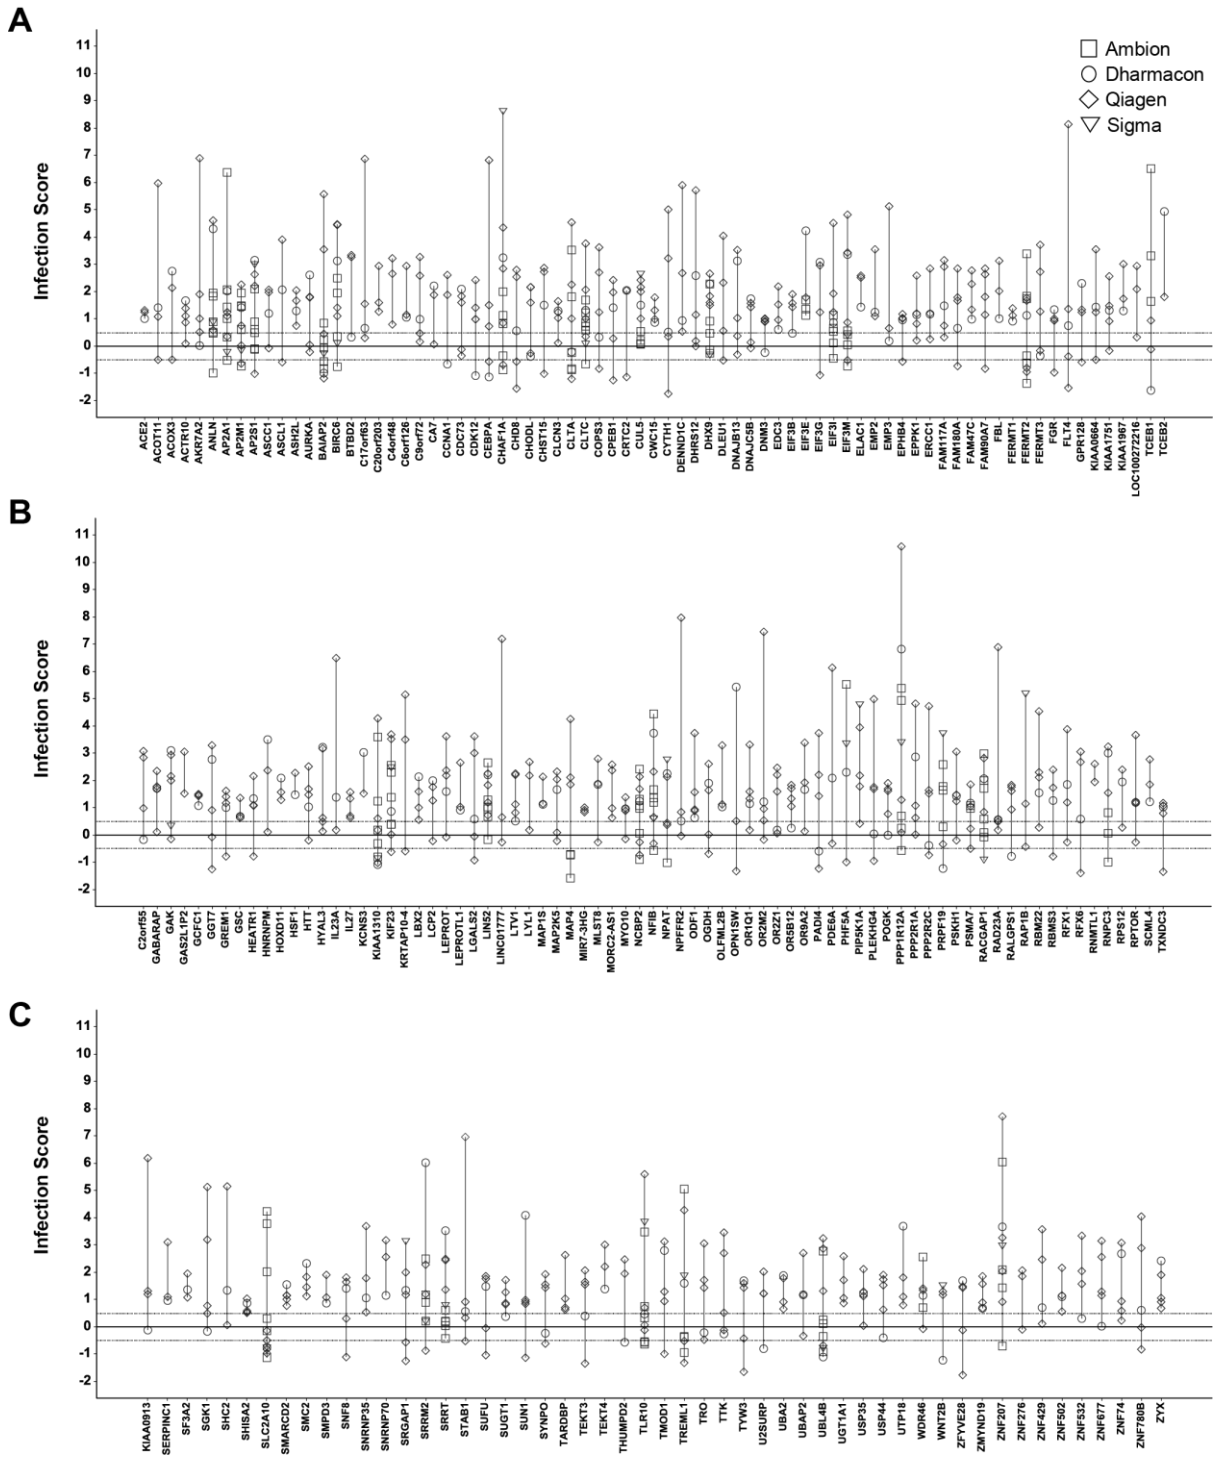 A
11
10
9
8
7
6
5
4
3
2
1
0
-1
-2
Infection Score
Ambion
Dharmacon
Qiagen
Sigma
ACE2
ACOT11
ACOX3
ACTR10
AKR7A2
ANLN
AP2A1
AP2M1
AP2S1
ASCC1
ASCL1
ASH2L
AURKA
BAIAP2
BIRC6
BTBD2
C17orf63
C20orf203
C4orf48
C6orf126
C9orf72
CA7
CCNA1
CDC73
CDK12
CEBPA
CHAF1A
CHD8
CHODL
CHST15
CLCN3
CLTA
CLTC
COPS3
CPEB1
CRTC2
CUL5
CWC15
CYTH1
DENND1C
DHRS12
DHX9
DLEU1
DNAJB13
DNAJC5B
DNM3
EDC3
EIF3B
EIF3E
EIF3G
EIF3I
EIF3M
ELAC1
EMP2
EMP3
EPHB4
EPPK1
ERCC1
FAM117A
FAM180A
FAM47C
FAM90A7
FBL
FERMT1
FERMT2
FERMT3
FGR
FLT4
GPR128
KIAA0664
KIAA1751
KIAA1967
LOC100272216
TCEB1
TCEB2
B
11
10
9
8
7
6
5
4
3
2
1
0
-1
-2
Infection Score
C2orf55
GABARAP
GAK
GAS2L1P2
GCFC1
GGT7
GREM1
GSC
HEATR1
HNRNPM
HOXD11
HSF1
HTT
HYAL3
IL23A
IL27
KCNS3
KIAA1310
KIF23
KRTAP10-4
LBX2
LCP2
LEPROT
LEPROTL1
LGALS2
LIN52
LINC01777
LTV1
LYL1
MAP1S
MAP2K5
MAP4
MIR7-3HG
MLST8
MORC2-AS1
MYO10
NCBP2
NFIB
NPAT
NPFFR2
ODF1
OGDH
OLFML2B
OPN1SW
OR1Q1
OR2M2
OR2Z1
OR5B12
OR9A2
PADI4
PDE6A
PHF5A
PIP5K1A
PLEKHG4
POGK
PPP1R12A
PPP2R1A
PPP2R2C
PRPF19
PSKH1
PSMA7
RACGAP1
RAD23A
RALGPS1
RAP1B
RBM22
RBMS3
RFX1
RFX6
RNMTL1
RNPC3
RPS12
RPTOR
SCML4
TXNDC3
C
11
10
9
8
7
6
5
4
3
2
1
0
-1
-2
Infection Score
KIAA0913
SERPINC1
SF3A2
SGK1
SHC2
SHISA2
SLC2A10
SMARCD2
SMC2
SMPD3
SNF8
SNRNP35
SNRNP70
SRGAP1
SRRM2
SRRT
STAB1
SUFU
SUGT1
SUN1
SYNPO
TARDBP
TEKT3
TEKT4
THUMPD2
TLR10
TMOD1
TREML1
TRO
TTK
TYW3
U2SURP
UBA2
UBAP2
UBL4B
UGT1A1
USP35
USP44
UTP18
WDR46
WNT2B
ZFYVE28
ZMYND19
ZNF207
ZNF276
ZNF429
ZNF502
ZNF532
ZNF677
ZNF74
ZNF780B
ZYX